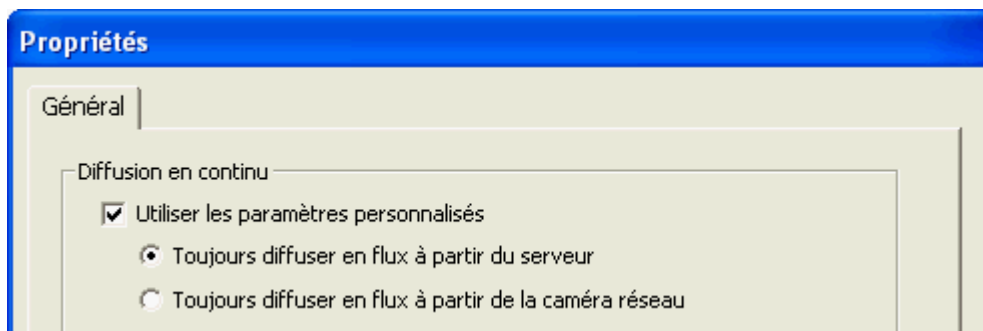 Propriétés
Général
Diffusion en continu
Utiliser les paramètres personnalisés
Toujours diffuser en flux à partir du serveur
Toujours diffuser en flux à partir de la caméra réseau